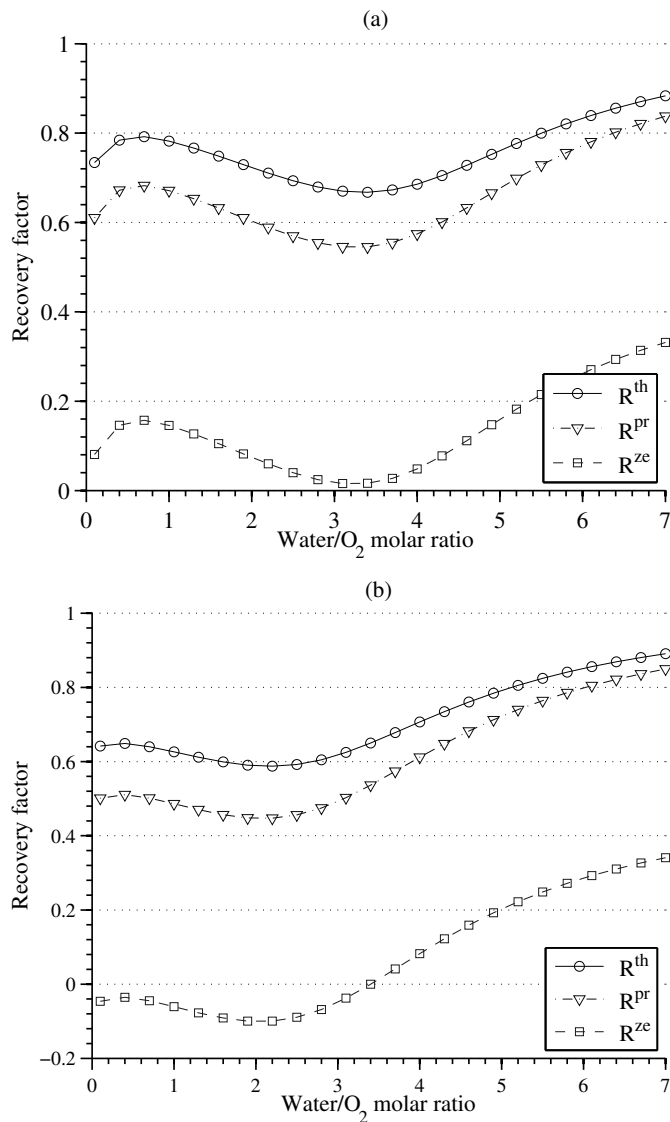 (a)
1
0.8
0.6
0.4
0.2
0
Recovery factor
0 1 2 3 4 5 6 7
Water/O2 molar ratio
R^th
R^pr
R^ze
(b)
1
0.8
0.6
0.4
0.2
0
−0.2
Recovery factor
0 1 2 3 4 5 6 7
Water/O2 molar ratio
R^th
R^pr
R^ze